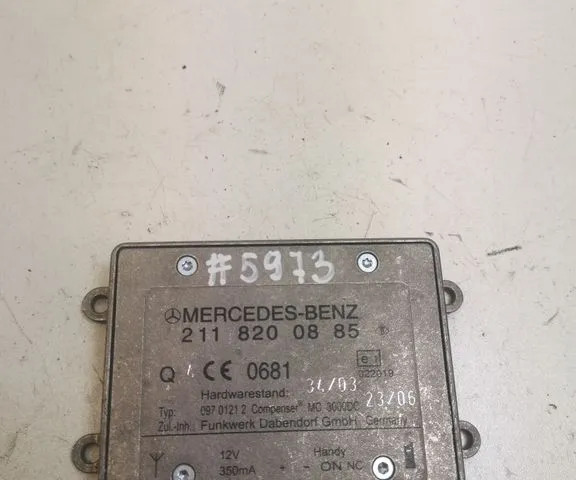 #5973
MERCEDES-BENZ
211 820 08 85
Q CE 0681 e1
022019
Hardwarestand: 34/03 23/06
Typ: 097 0121 2 Compenser® MC 3000DC
Zul.-Inh.: Funkwerk Dabendorf GmbH Germany
12V Handy
350mA + - ON NC